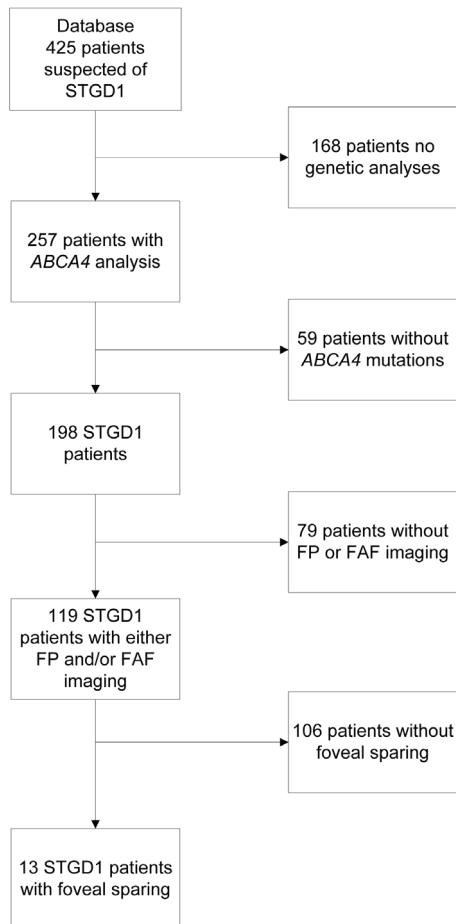 Database
425 patients
suspected of
STGD1
168 patients no
genetic analyses
257 patients with
ABCA4 analysis
59 patients without
ABCA4 mutations
198 STGD1
patients
79 patients without
FP or FAF imaging
119 STGD1
patients with either
FP and/or FAF
imaging
106 patients without
foveal sparing
13 STGD1 patients
with foveal sparing